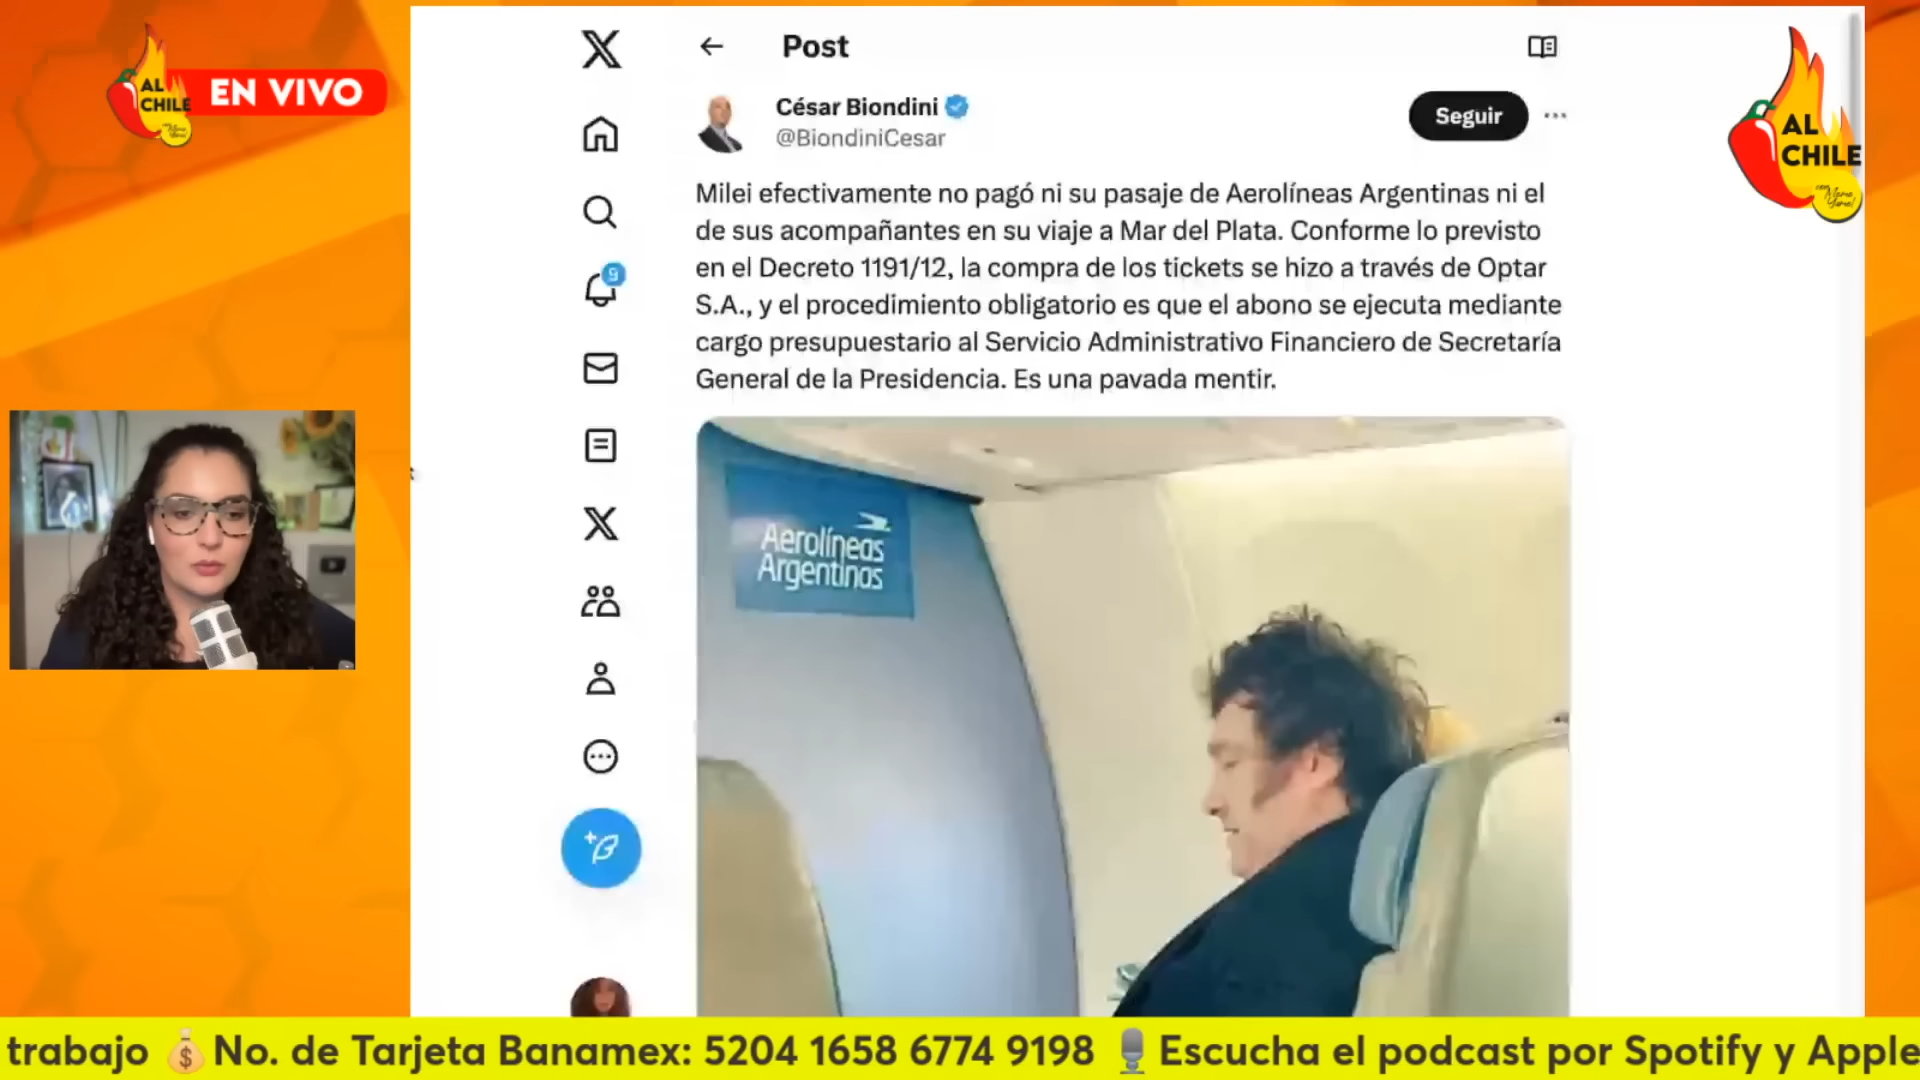 AL
CHILE
EN VIVO
Post
César Biondini
@BiondiniCesar
Seguir
9
Milei efectivamente no pagó ni su pasaje de Aerolíneas Argentinas ni el
de sus acompañantes en su viaje a Mar del Plata. Conforme lo previsto
en el Decreto 1191/12, la compra de los tickets se hizo a través de Optar
S.A., y el procedimiento obligatorio es que el abono se ejecuta mediante
cargo presupuestario al Servicio Administrativo Financiero de Secretaría
General de la Presidencia. Es una pavada mentir.
Aerolíneas
Argentinas
AL
CHILE
trabajo 💰No. de Tarjeta Banamex: 5204 1658 6774 9198 🎙️Escucha el podcast por Spotify y Apple